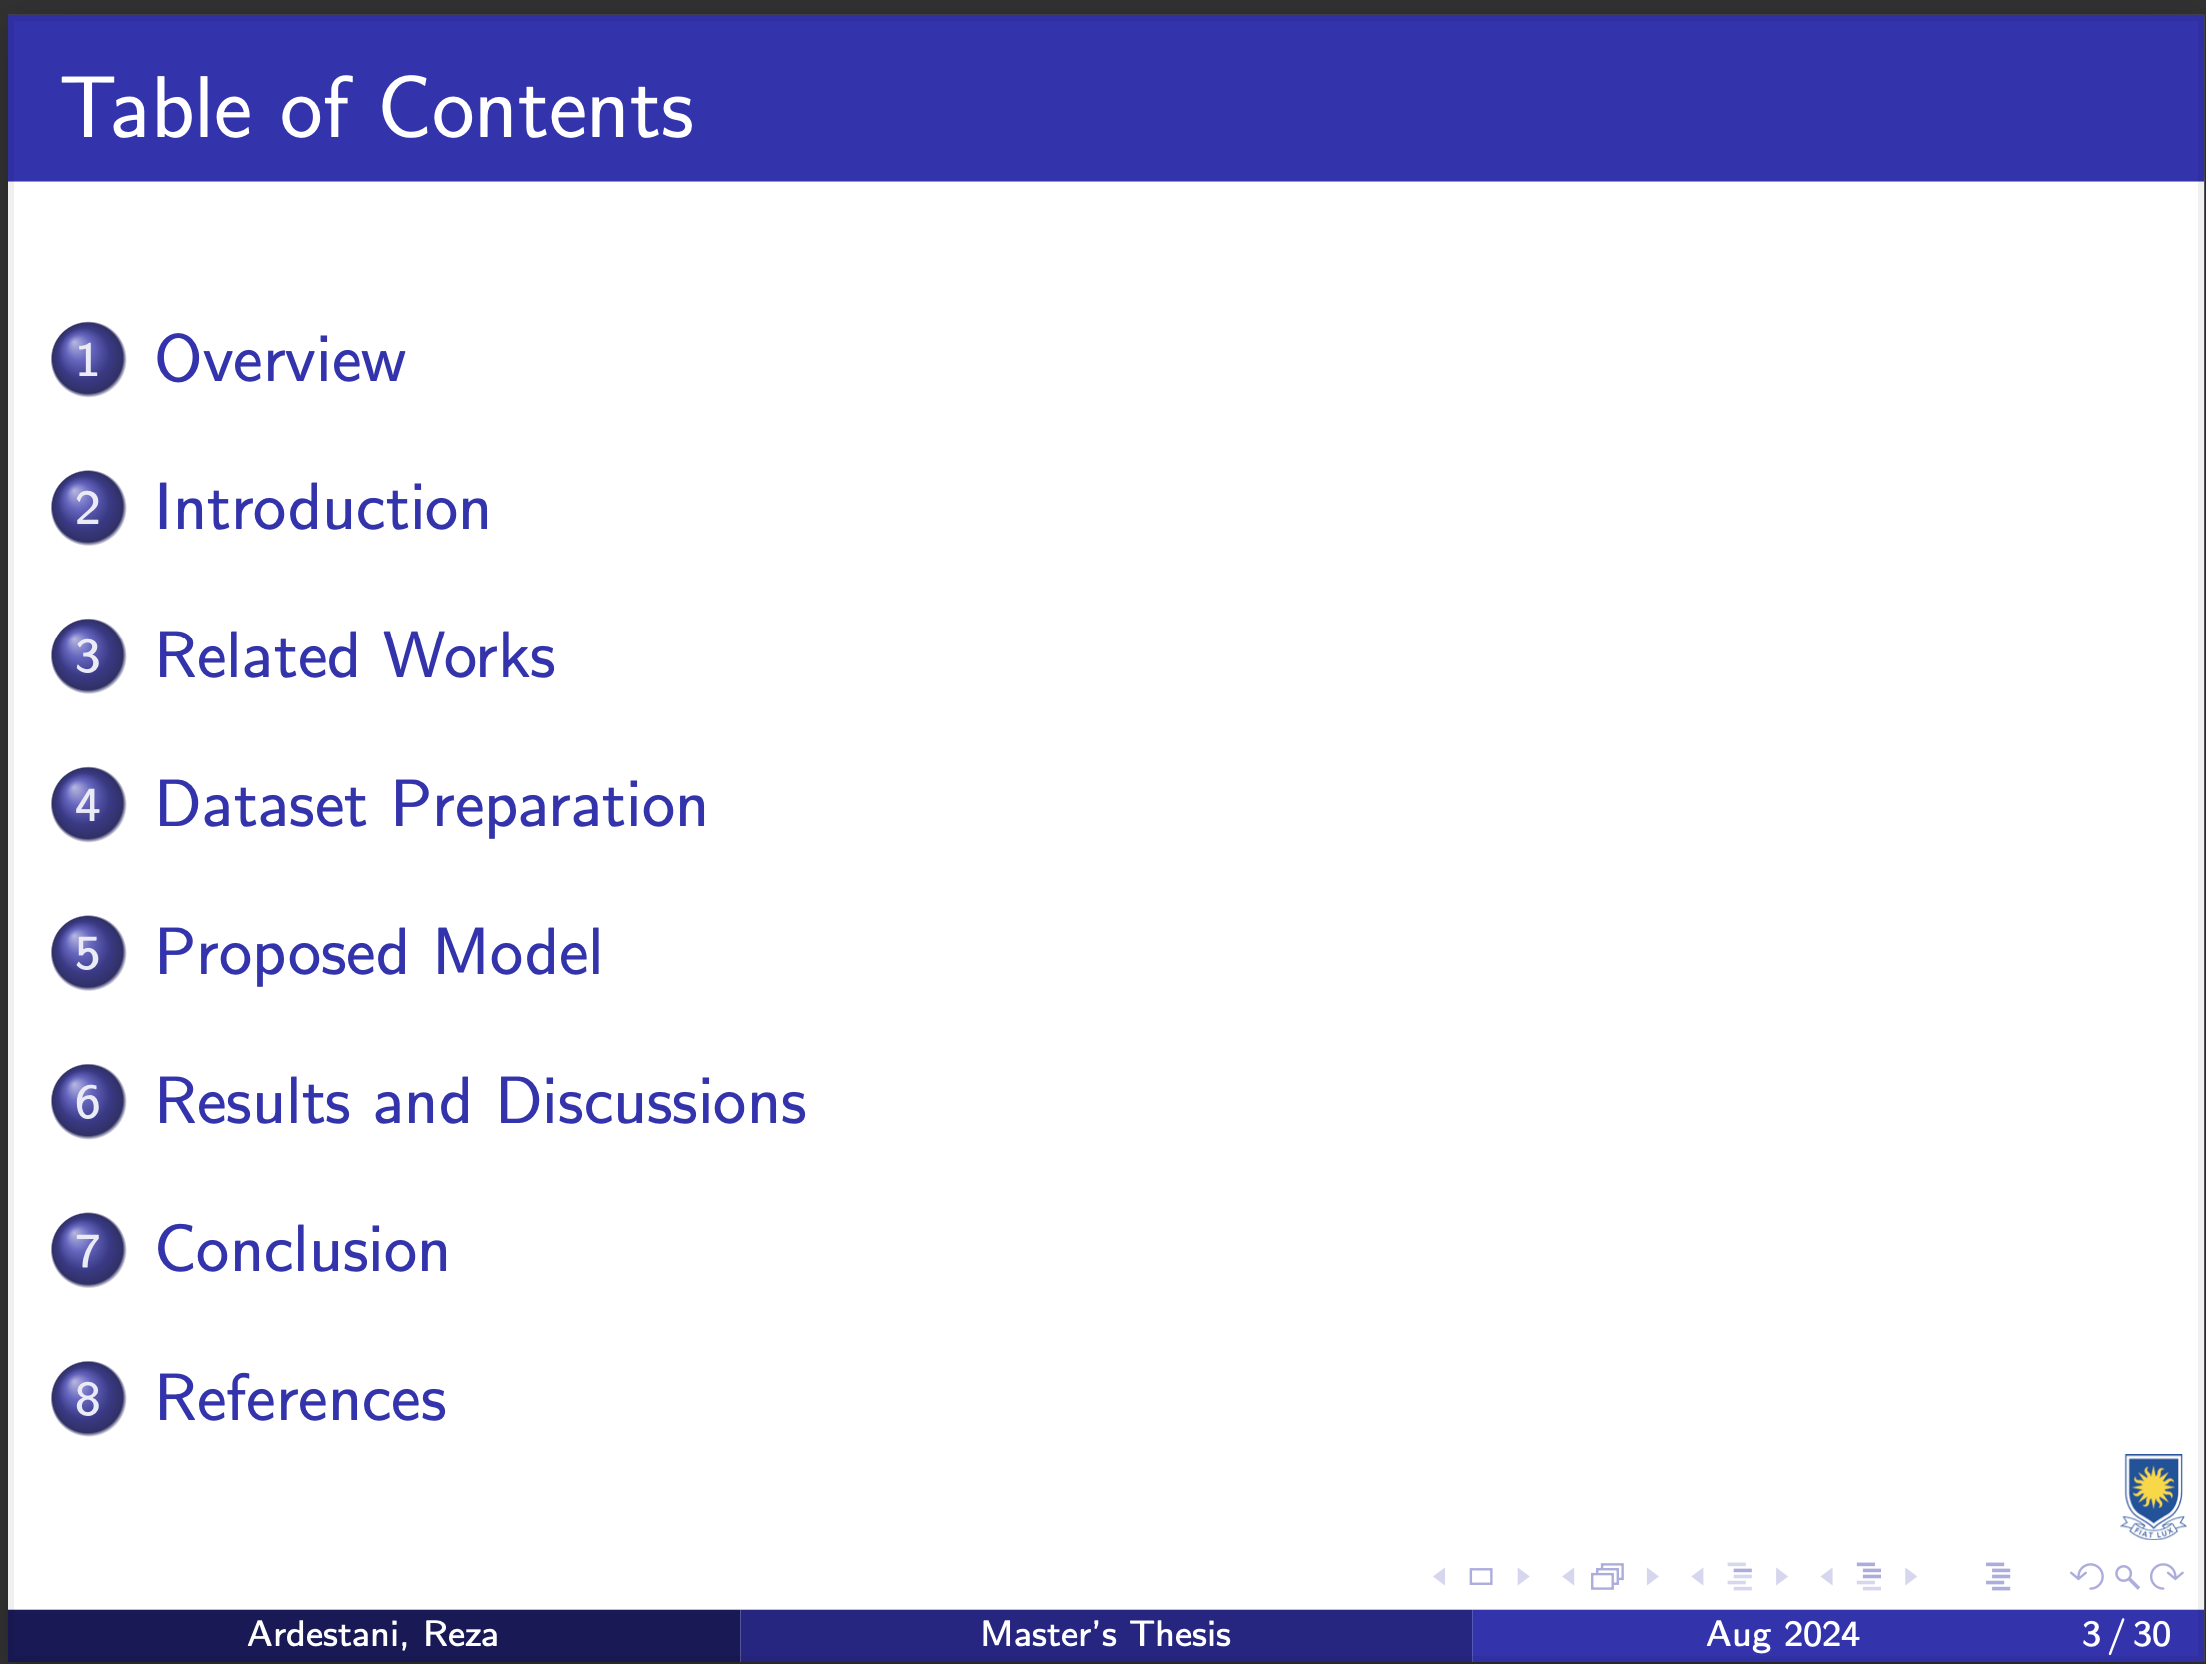 Table of Contents
1 Overview
2 Introduction
3 Related Works
4 Dataset Preparation
5 Proposed Model
6 Results and Discussions
7 Conclusion
8 References
FIAT LUX
Ardestani, Reza Master's Thesis Aug 2024 3 / 30